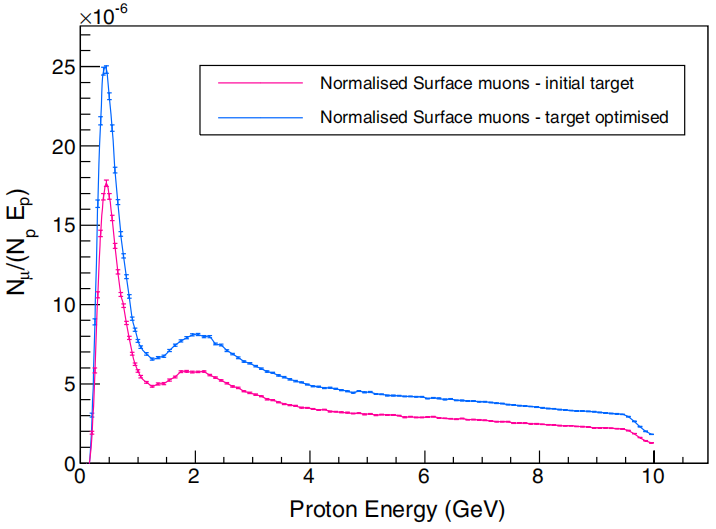 ×10⁻⁶
25
20
15
10
5
0
N_μ/(N_p E_p)
Normalised Surface muons - initial target
Normalised Surface muons - target optimised
0 2 4 6 8 10
Proton Energy (GeV)